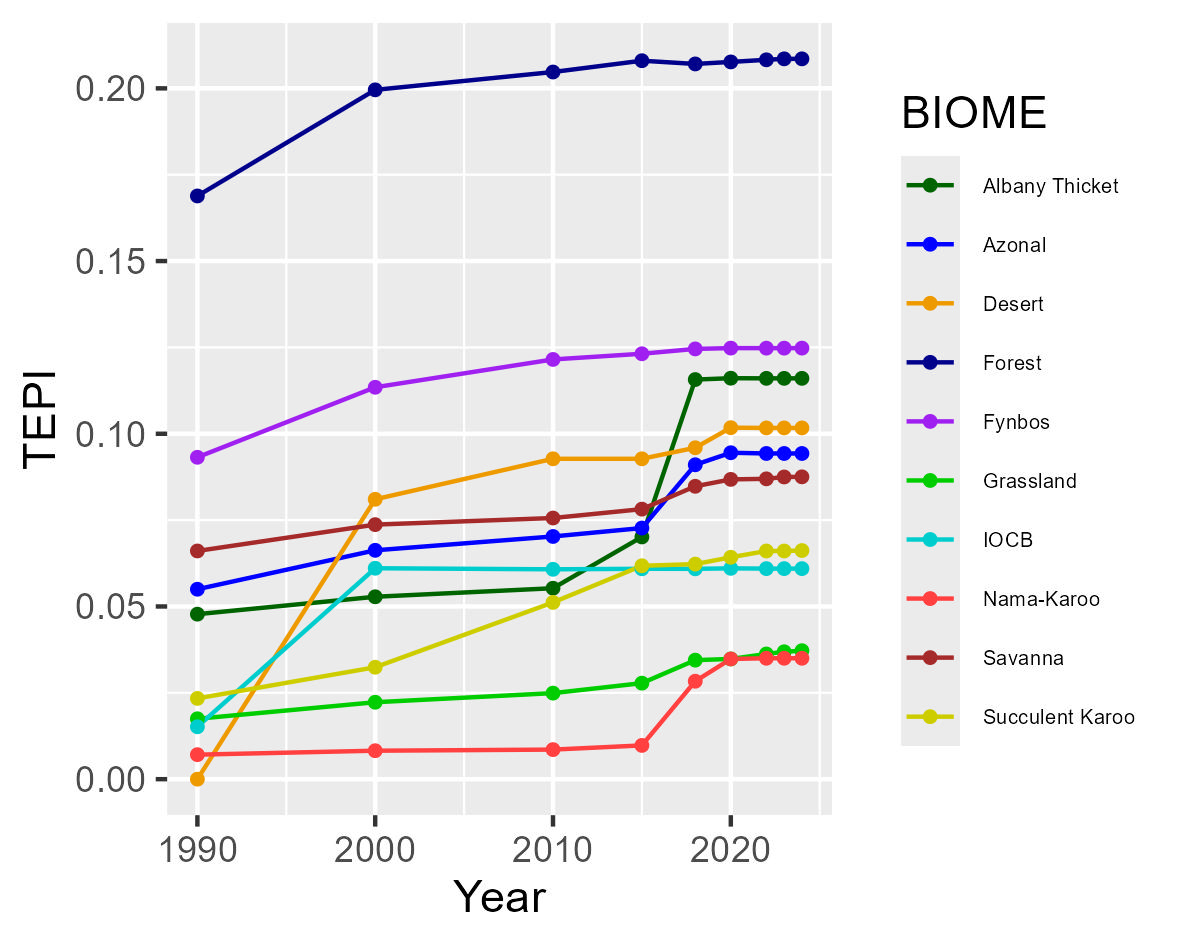 0.20
0.15
0.10
0.05
0.00
TEPI
1990
2000
2010
2020
Year
BIOME
Albany Thicket
Azonal
Desert
Forest
Fynbos
Grassland
IOCB
Nama-Karoo
Savanna
Succulent Karoo